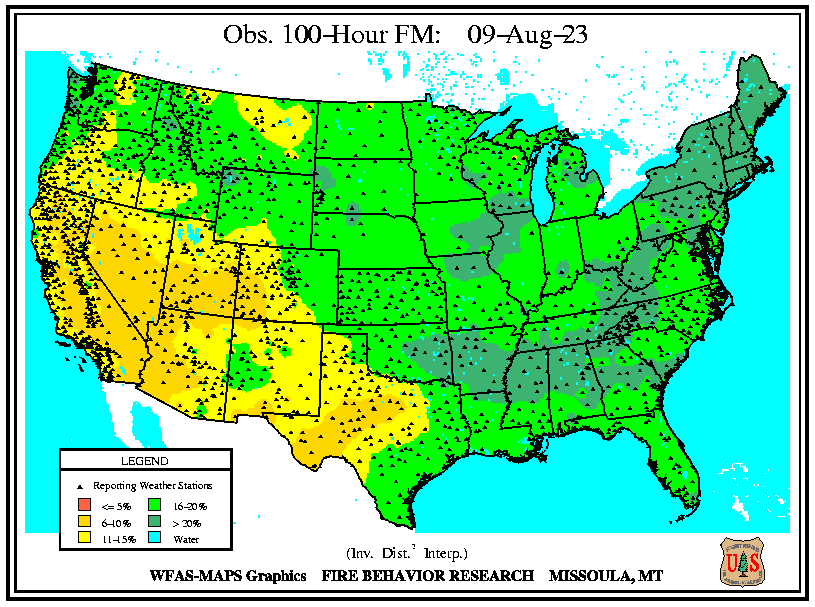 Obs. 100-Hour FM: 09-Aug-23
LEGEND
Reporting Weather Stations
<= 5% 16-20%
6-10% > 20%
11-15% Water
(Inv. Dist.² Interp.)
WFAS-MAPS Graphics FIRE BEHAVIOR RESEARCH MISSOULA, MT
U S